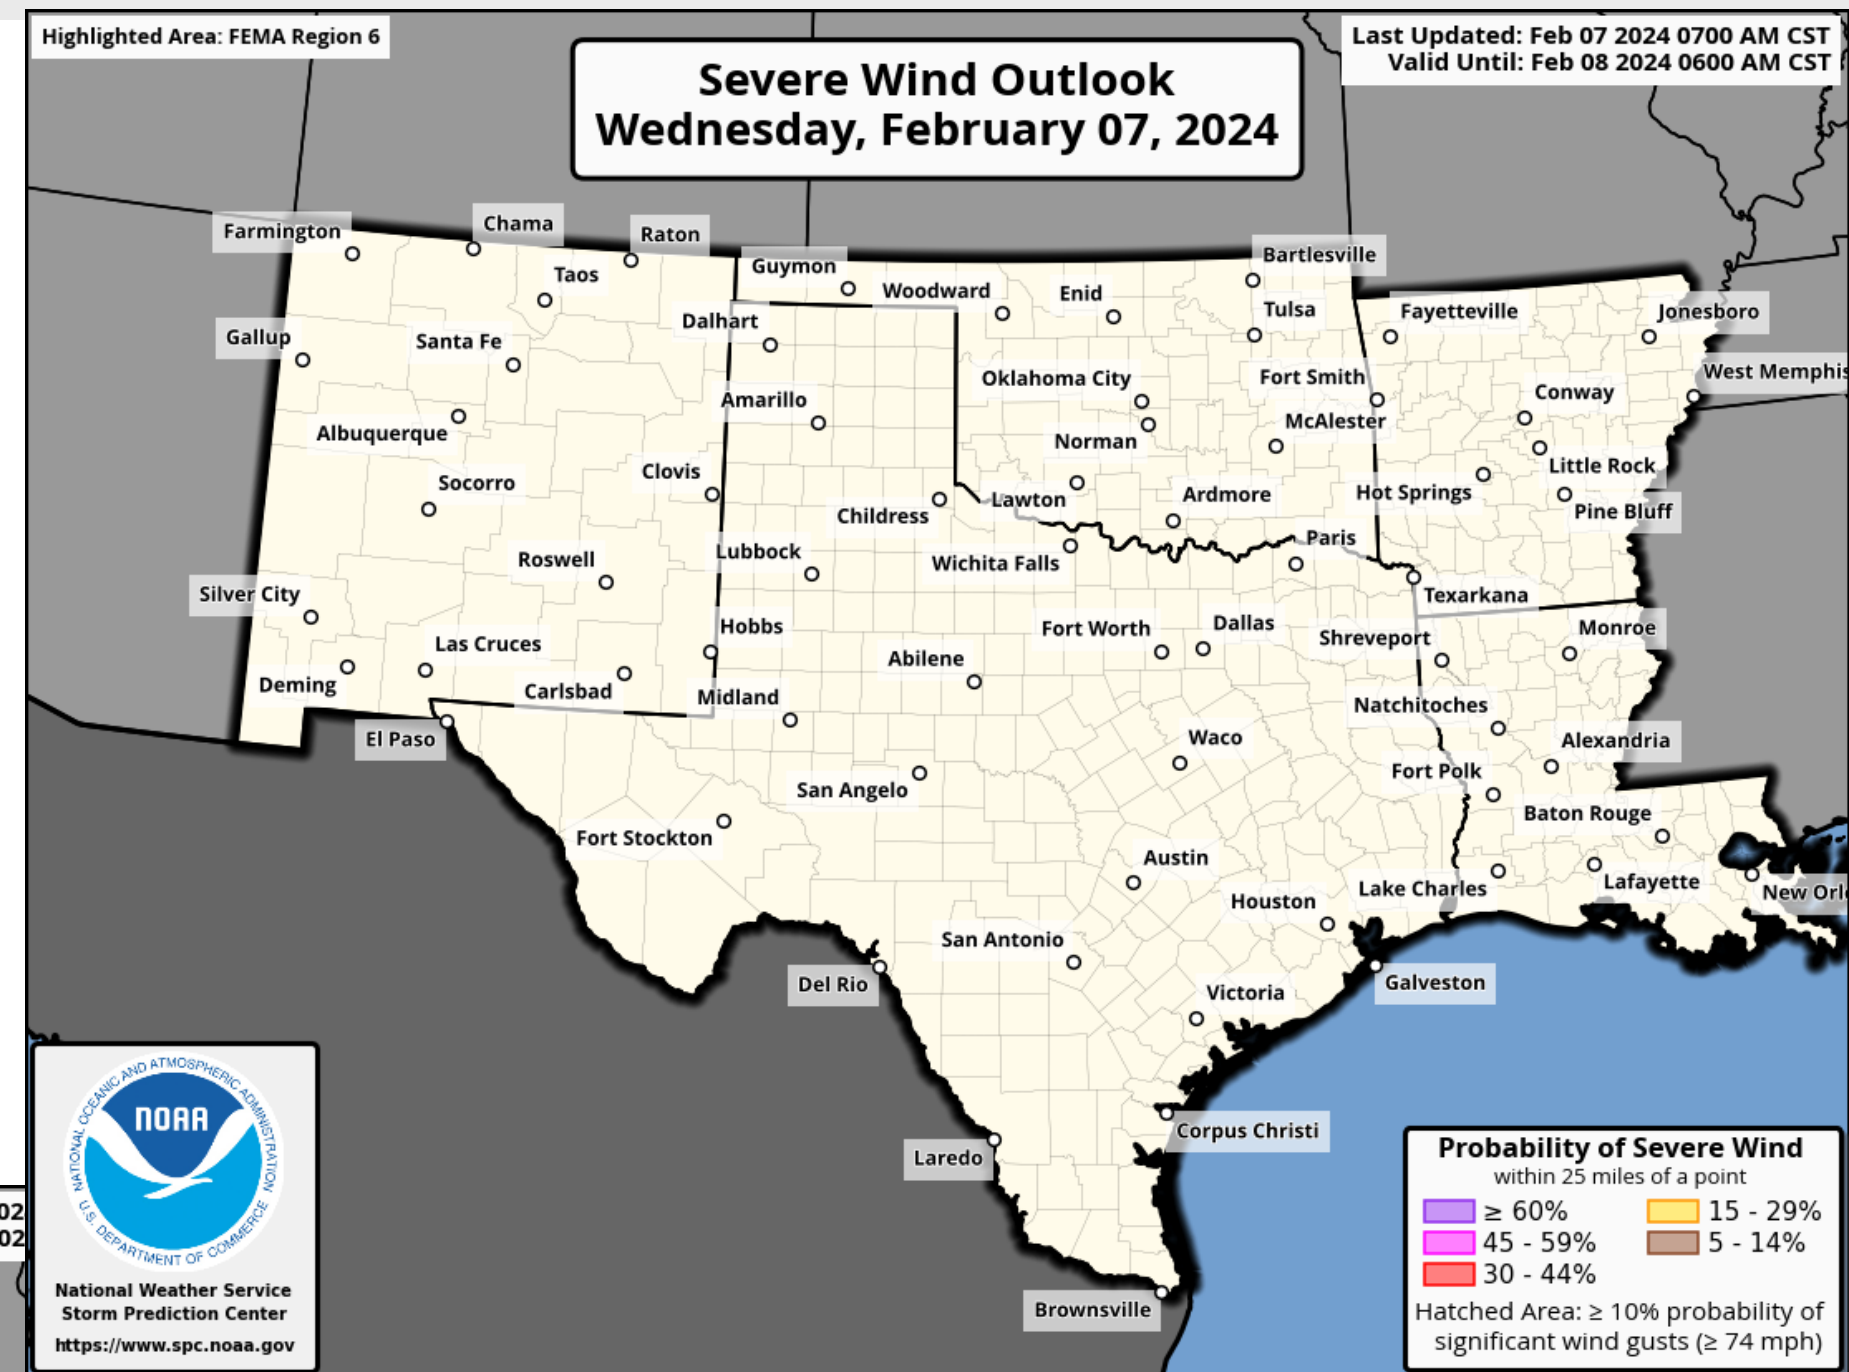 Highlighted Area: FEMA Region 6
Last Updated: Feb 07 2024 0700 AM CST
Valid Until: Feb 08 2024 0600 AM CST
Severe Wind Outlook
Wednesday, February 07, 2024
Farmington
Chama
Raton
Taos
Guymon
Woodward
Enid
Bartlesville
Tulsa
Fayetteville
Jonesboro
Gallup
Santa Fe
Dalhart
Oklahoma City
Fort Smith
West Memphis
Conway
Albuquerque
Amarillo
Norman
McAlester
Little Rock
Socorro
Clovis
Childress
Lawton
Ardmore
Hot Springs
Pine Bluff
Roswell
Lubbock
Wichita Falls
Paris
Texarkana
Silver City
Las Cruces
Hobbs
Fort Worth
Dallas
Shreveport
Monroe
Deming
Carlsbad
Midland
Abilene
Natchitoches
El Paso
Waco
Alexandria
San Angelo
Fort Polk
Fort Stockton
Baton Rouge
Austin
Lake Charles
Lafayette
New Orl
Houston
San Antonio
Del Rio
Victoria
Galveston
Corpus Christi
Laredo
Brownsville
02
02
NATIONAL OCEANIC AND ATMOSPHERIC ADMINISTRATION
NOAA
U.S. DEPARTMENT OF COMMERCE
National Weather Service
Storm Prediction Center
https://www.spc.noaa.gov
Probability of Severe Wind
within 25 miles of a point
≥ 60% 15 - 29%
45 - 59% 5 - 14%
30 - 44%
Hatched Area: ≥ 10% probability of
significant wind gusts (≥ 74 mph)